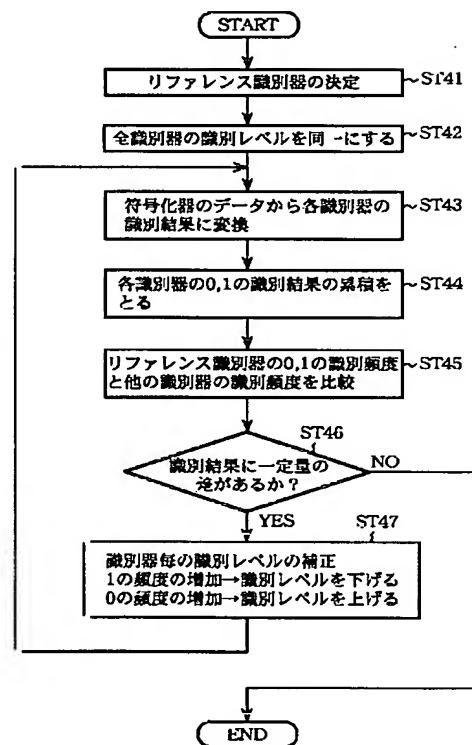 START
リファレンス識別器の決定
ST41
全識別器の識別レベルを同一にする
ST42
符号化器のデータから各識別器の
識別結果に変換
ST43
各識別器の0,1の識別結果の累積を
とる
ST44
リファレンス識別器の0,1の識別頻度
と他の識別器の識別頻度を比較
ST45
ST46
識別結果に一定量の
差があるか?
NO
YES
ST47
識別器毎の識別レベルの補正
1の頻度の増加→識別レベルを下げる
0の頻度の増加→識別レベルを上げる
END